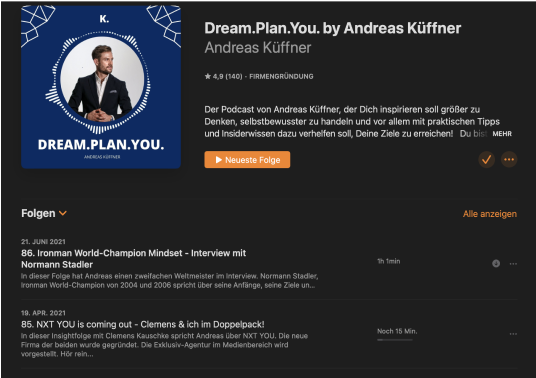 K.
DREAM.PLAN.YOU.
ANDREAS KÜFFNER
Dream.Plan.You. by Andreas Küffner
Andreas Küffner
★ 4,9 (140) · FIRMENGRÜNDUNG
Der Podcast von Andreas Küffner, der Dich inspirieren soll größer zu
Denken, selbstbewusster zu handeln und vor allem mit praktischen Tipps
und Insiderwissen dazu verhelfen soll, Deine Ziele zu erreichen! Du bist MEHR
Neueste Folge
Folgen
Alle anzeigen
21. JUNI 2021
86. Ironman World-Champion Mindset - Interview mit
Normann Stadler
In dieser Folge hat Andreas einen zweifachen Weltmeister im Interview. Normann Stadler,
Ironman World-Champion von 2004 und 2006 spricht über seine Anfänge, seine Ziele un...
1h 1min
19. APR. 2021
85. NXT YOU is coming out - Clemens & ich im Doppelpack!
In dieser Insightfolge mit Clemens Kauschke spricht Andreas über NXT YOU. Die neue
Firma der beiden wurde gegründet. Die Exklusiv-Agentur im Medienbereich wird
vorgestellt. Hör rein...
Noch 15 Min.